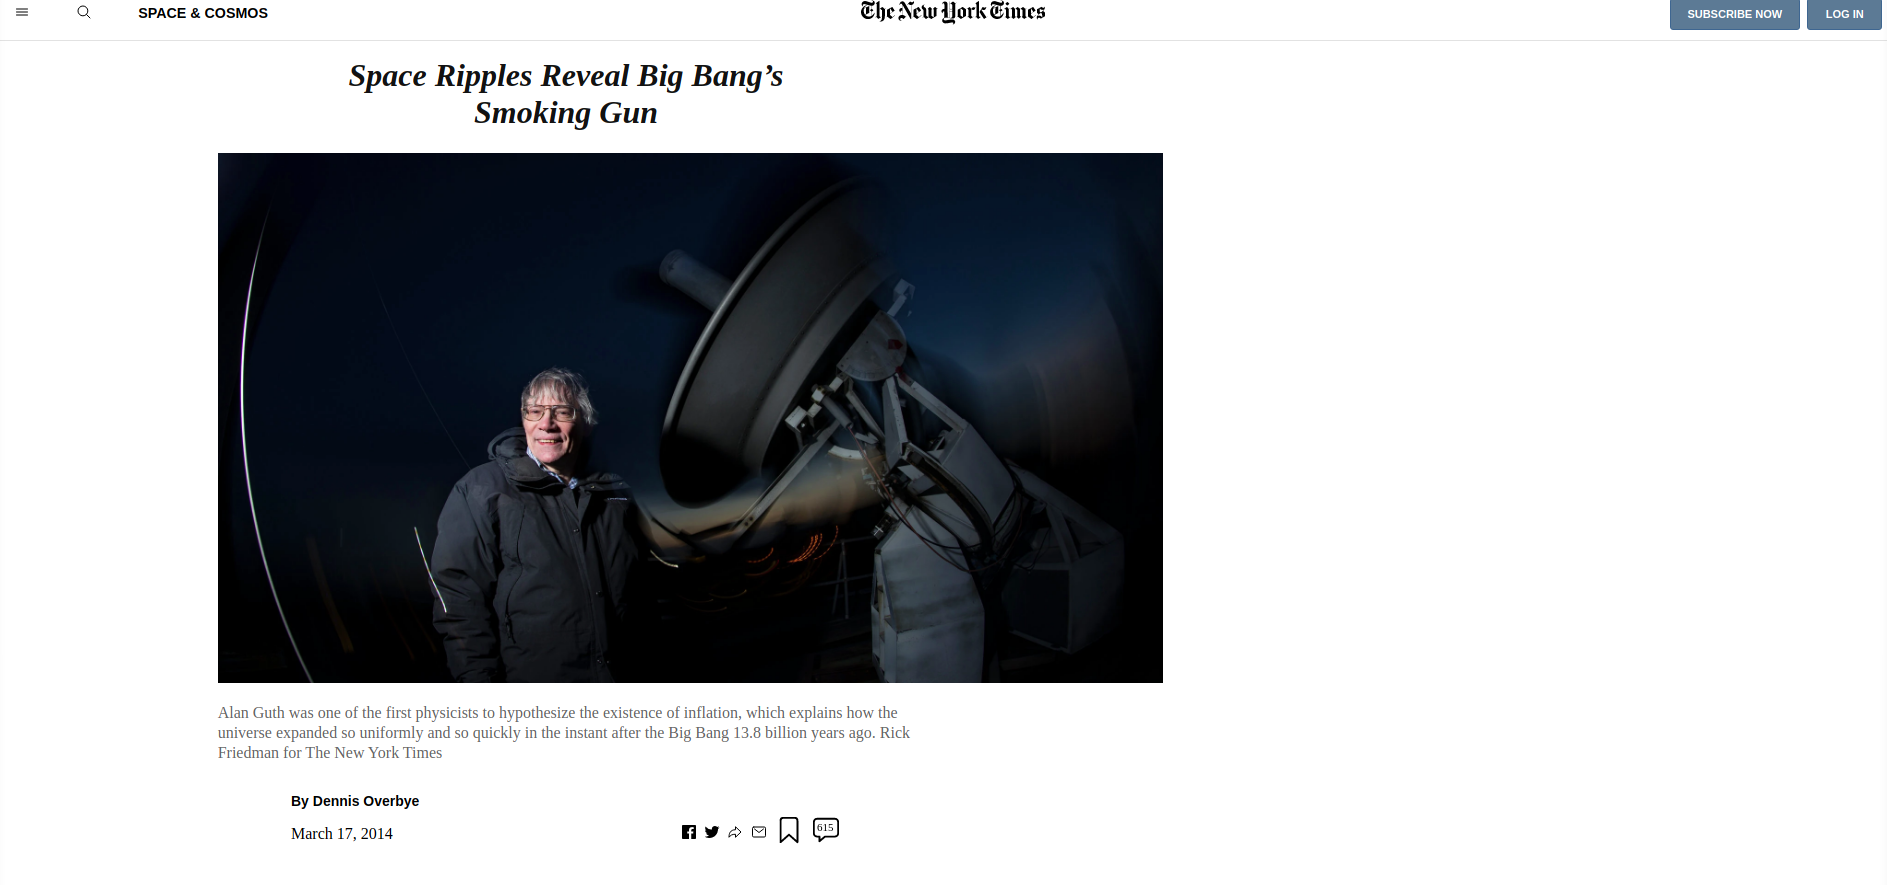 SPACE & COSMOS
The New York Times
SUBSCRIBE NOW
LOG IN
Space Ripples Reveal Big Bang’s
Smoking Gun
Alan Guth was one of the first physicists to hypothesize the existence of inflation, which explains how the
universe expanded so uniformly and so quickly in the instant after the Big Bang 13.8 billion years ago. Rick
Friedman for The New York Times
By Dennis Overbye
March 17, 2014
615